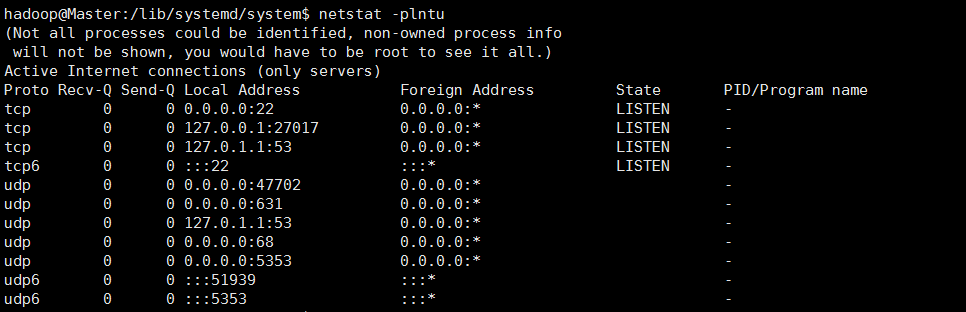 hadoop@Master:/lib/systemd/system$ netstat -plntu
(Not all processes could be identified, non-owned process info
 will not be shown, you would have to be root to see it all.)
Active Internet connections (only servers)
Proto Recv-Q Send-Q Local Address           Foreign Address         State       PID/Program name
tcp        0      0 0.0.0.0:22              0.0.0.0:*               LISTEN      -
tcp        0      0 127.0.0.1:27017         0.0.0.0:*               LISTEN      -
tcp        0      0 127.0.1.1:53            0.0.0.0:*               LISTEN      -
tcp6       0      0 :::22                   :::*                    LISTEN      -
udp        0      0 0.0.0.0:47702           0.0.0.0:*                           -
udp        0      0 0.0.0.0:631             0.0.0.0:*                           -
udp        0      0 127.0.1.1:53            0.0.0.0:*                           -
udp        0      0 0.0.0.0:68              0.0.0.0:*                           -
udp        0      0 0.0.0.0:5353            0.0.0.0:*                           -
udp6       0      0 :::51939                :::*                                -
udp6       0      0 :::5353                 :::*                                -